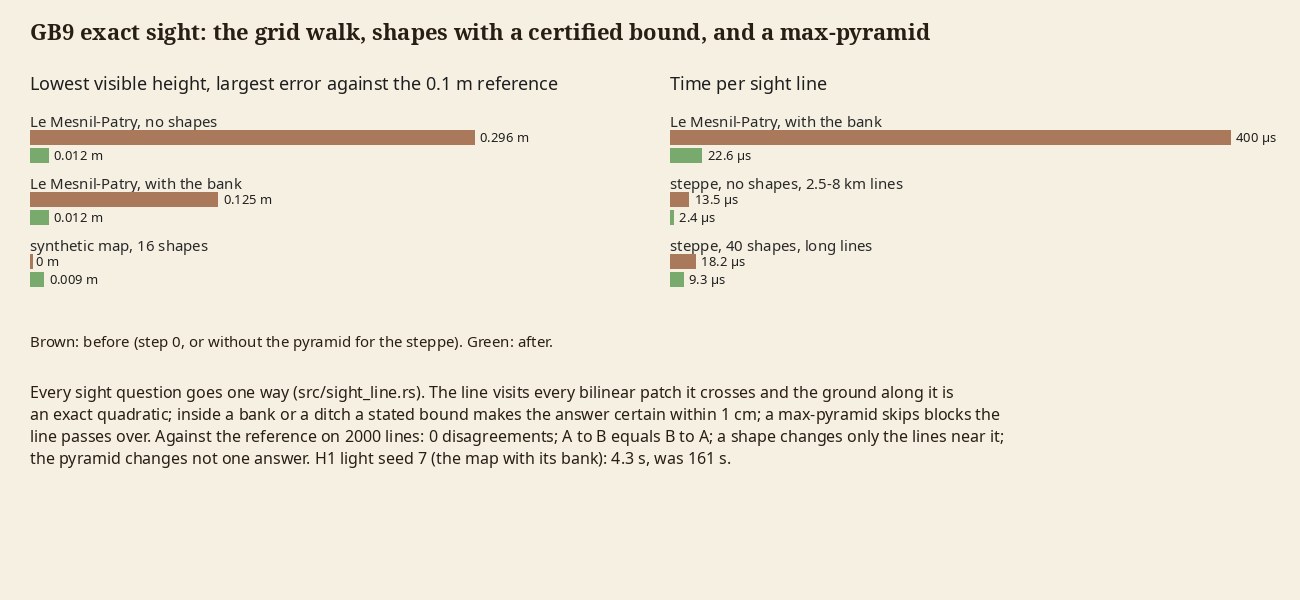 GB9 exact sight: the grid walk, shapes with a certified bound, and a max-pyramid
Lowest visible height, largest error against the 0.1 m reference
Le Mesnil-Patry, no shapes
0.296 m
0.012 m
Le Mesnil-Patry, with the bank
0.125 m
0.012 m
synthetic map, 16 shapes
0 m
0.009 m
Time per sight line
Le Mesnil-Patry, with the bank
400 µs
22.6 µs
steppe, no shapes, 2.5-8 km lines
13.5 µs
2.4 µs
steppe, 40 shapes, long lines
18.2 µs
9.3 µs
Brown: before (step 0, or without the pyramid for the steppe). Green: after.
Every sight question goes one way (src/sight_line.rs). The line visits every bilinear patch it crosses and the ground along it is
an exact quadratic; inside a bank or a ditch a stated bound makes the answer certain within 1 cm; a max-pyramid skips blocks the
line passes over. Against the reference on 2000 lines: 0 disagreements; A to B equals B to A; a shape changes only the lines near it;
the pyramid changes not one answer. H1 light seed 7 (the map with its bank): 4.3 s, was 161 s.